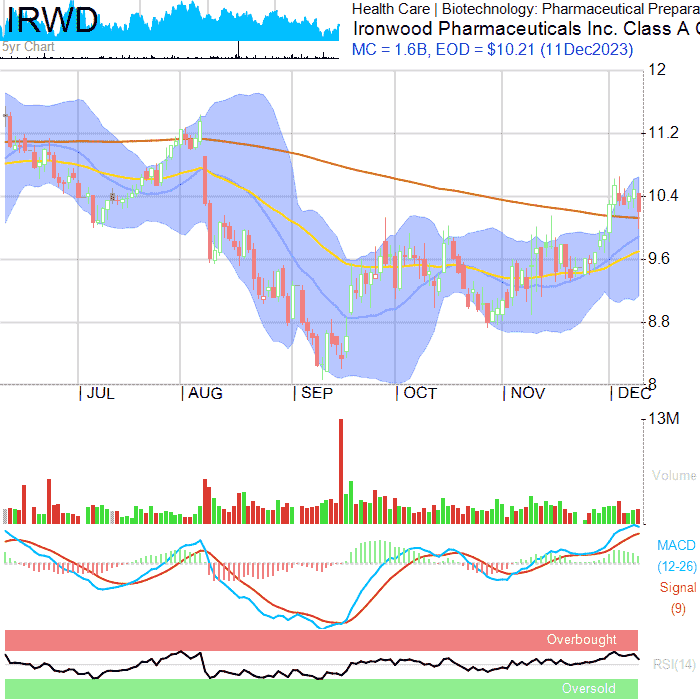 IRWD
5yr Chart
Health Care | Biotechnology: Pharmaceutical Prepara
Ironwood Pharmaceuticals Inc. Class A C
MC = 1.6B, EOD = $10.21 (11Dec2023)
12
11.2
10.4
9.6
8.8
8
JUL AUG SEP OCT NOV DEC
13M
Volume
MACD
(12-26)
Signal
(9)
Overbought
RSI(14)
Oversold